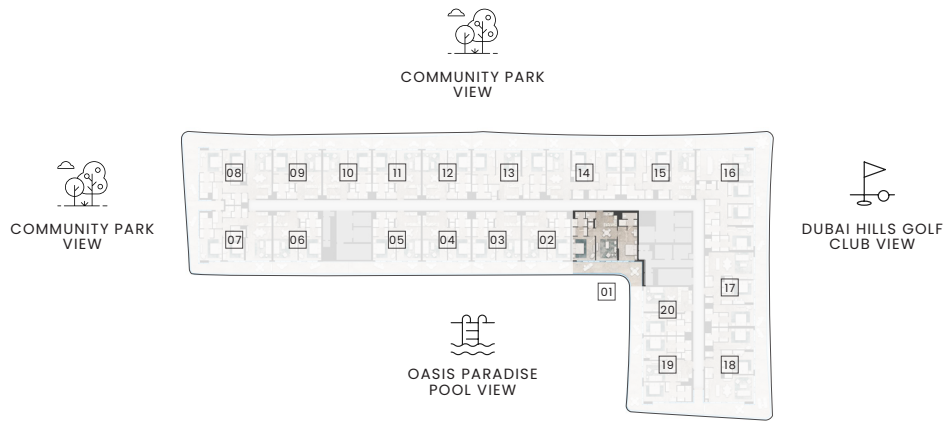 COMMUNITY PARK
VIEW
COMMUNITY PARK
VIEW
DUBAI HILLS GOLF
CLUB VIEW
08
09
10
11
12
13
14
15
16
07
06
05
04
03
02
01
17
20
19
18
OASIS PARADISE
POOL VIEW